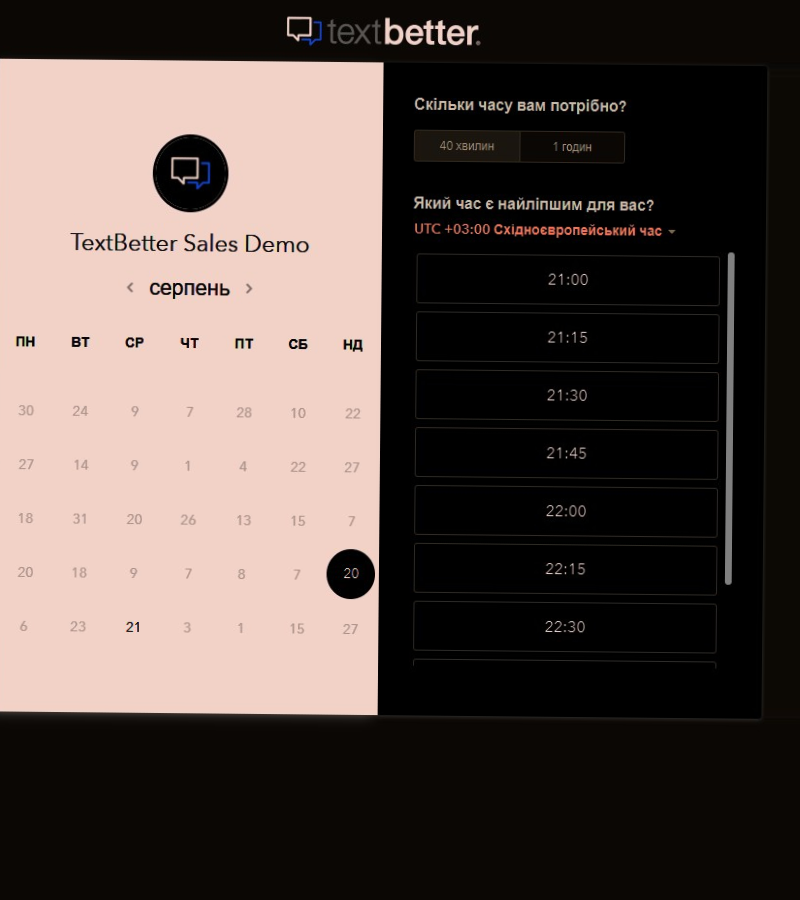 textbetter.
TextBetter Sales Demo
серпень
ПН ВТ СР ЧТ ПТ СБ НД
30 24 9 7 28 10 22
27 14 9 1 4 22 27
18 31 20 26 13 15 7
20 18 9 7 8 7 20
6 23 21 3 1 15 27
Скільки часу вам потрібно?
40 хвилин 1 годин
Який час є найліпшим для вас?
UTC +03:00 Східноєвропейський час
21:00
21:15
21:30
21:45
22:00
22:15
22:30